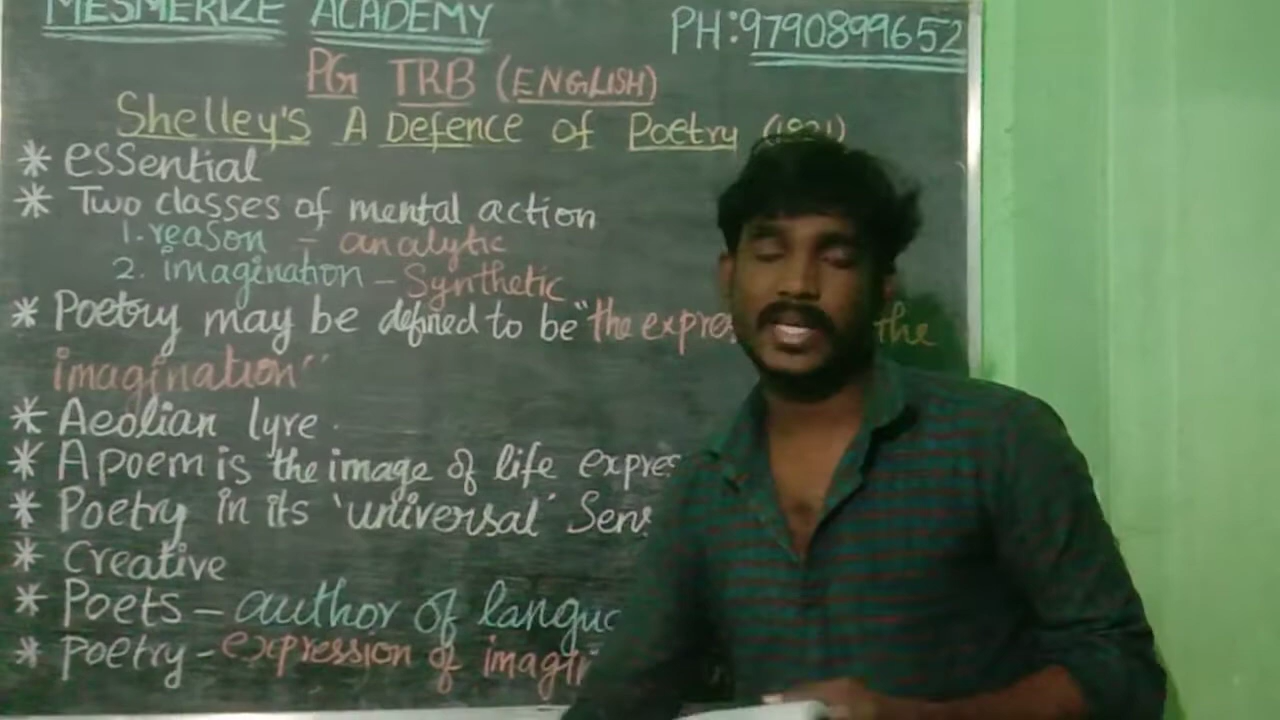 MESMERIZE ACADEMY
PH:9790899652
PG TRB (ENGLISH)
Shelley's A Defence of Poetry
* essential
* Two classes of mental action
1. reason - analytic
2. imagination - Synthetic
* Poetry may be defined to be "the expres the
imagination"
* Aeolian lyre.
* A poem is the image of life expres
* Poetry in its 'universal' Sens
* Creative
* Poets - author of langu
* Poetry - expression of imagi